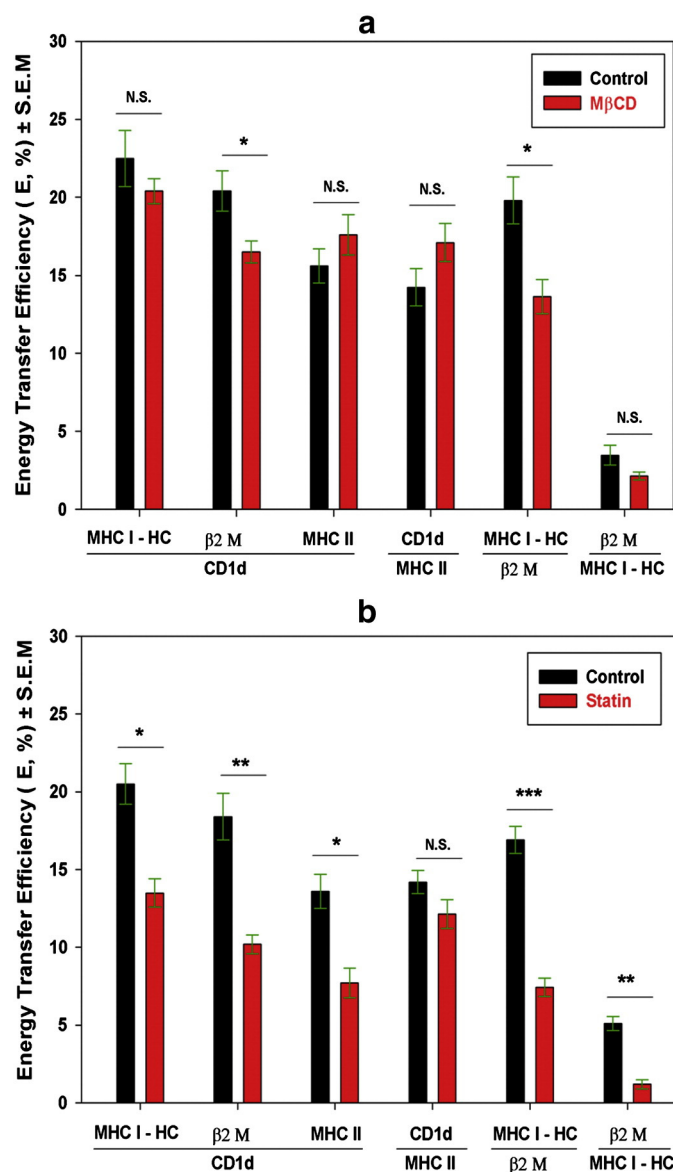 a
Energy Transfer Efficiency ( E, %) ± S.E.M
30
25
20
15
10
5
0
Control
MβCD
N.S.
*
N.S.
N.S.
*
N.S.
MHC I - HC β2 M MHC II CD1d MHC I - HC β2 M
CD1d MHC II β2 M MHC I - HC
b
Energy Transfer Efficiency ( E, %) ± S.E.M
30
25
20
15
10
5
0
Control
Statin
*
**
*
N.S.
***
**
MHC I - HC β2 M MHC II CD1d MHC I - HC β2 M
CD1d MHC II β2 M MHC I - HC